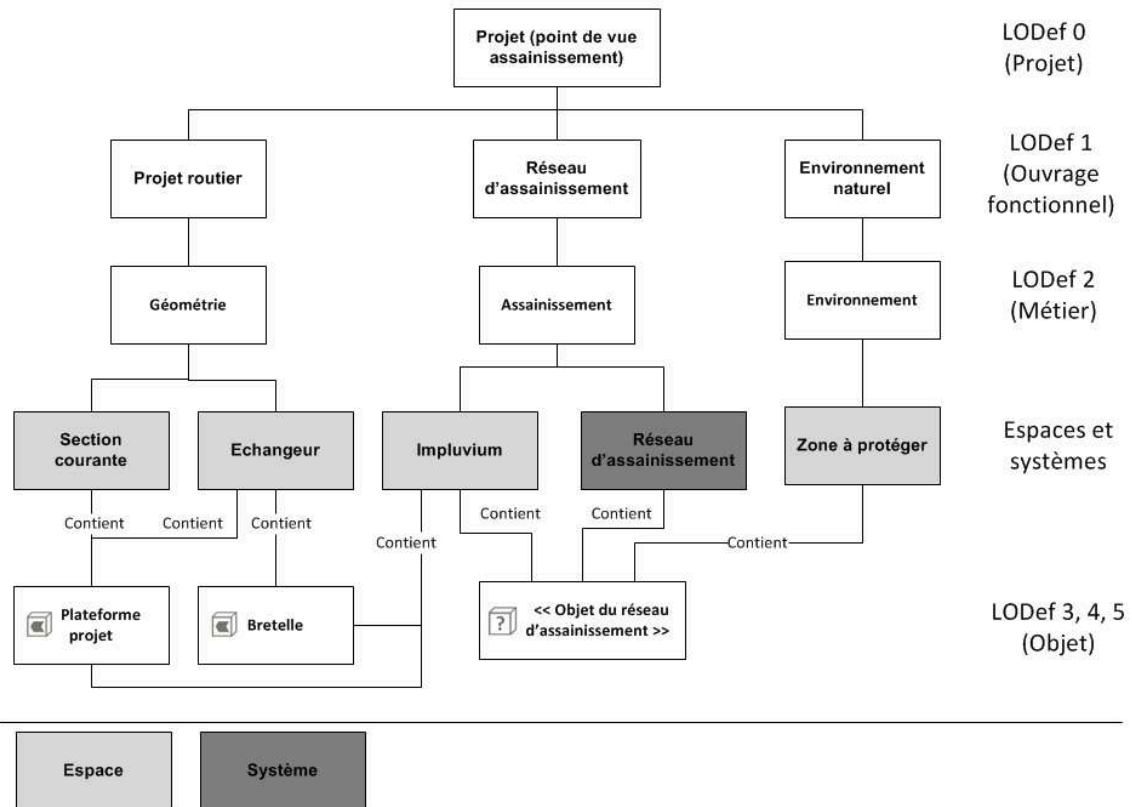 Projet (point de vue
assainissement)
LODef 0
(Projet)
Projet routier
Réseau
d'assainissement
Environnement
naturel
LODef 1
(Ouvrage
fonctionnel)
Géométrie
Assainissement
Environnement
LODef 2
(Métier)
Section
courante
Echangeur
Impluvium
Réseau
d'assainissement
Zone à protéger
Espaces et
systèmes
Contient
Contient
Contient
Contient
Contient
Contient
Contient
Plateforme
projet
Bretelle
?
<< Objet du réseau
d'assainissement >>
LODef 3, 4, 5
(Objet)
Espace
Système